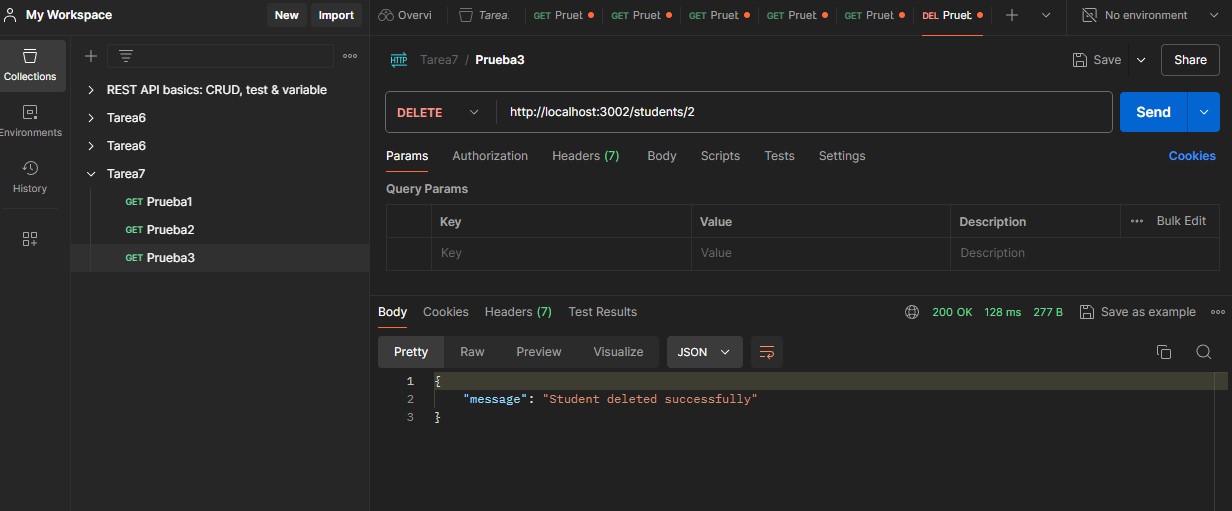 My Workspace
New
Import
Overvi
Tarea
GET Pruet
GET Pruet
GET Pruet
GET Pruet
GET Pruet
DEL Pruet
No environment
Collections
Environments
History
REST API basics: CRUD, test & variable
Tarea6
Tarea6
Tarea7
GET Prueba1
GET Prueba2
GET Prueba3
HTTP Tarea7 / Prueba3
Save
Share
DELETE
http://localhost:3002/students/2
Send
Params
Authorization
Headers (7)
Body
Scripts
Tests
Settings
Cookies
Query Params
Key
Value
Description
Bulk Edit
Key
Value
Description
Body
Cookies
Headers (7)
Test Results
200 OK
128 ms
277 B
Save as example
Pretty
Raw
Preview
Visualize
JSON
1 {
2 "message": "Student deleted successfully"
3 }